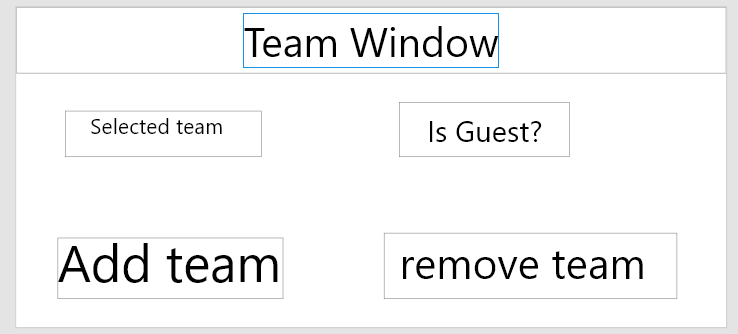 Team Window
Selected team
Is Guest?
Add team
remove team